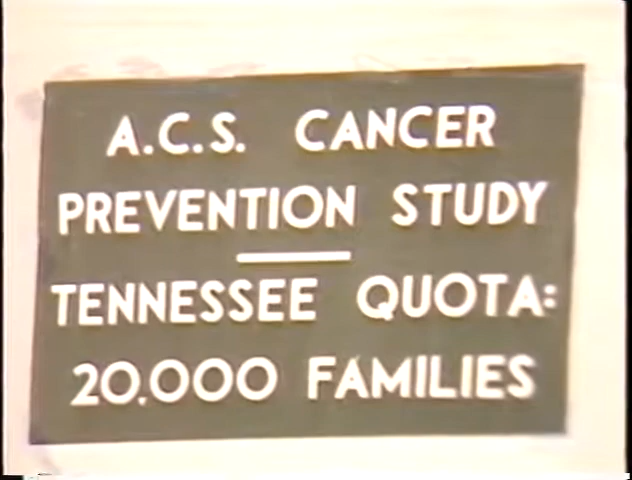 A.C.S. CANCER
PREVENTION STUDY
TENNESSEE QUOTA:
20,000 FAMILIES